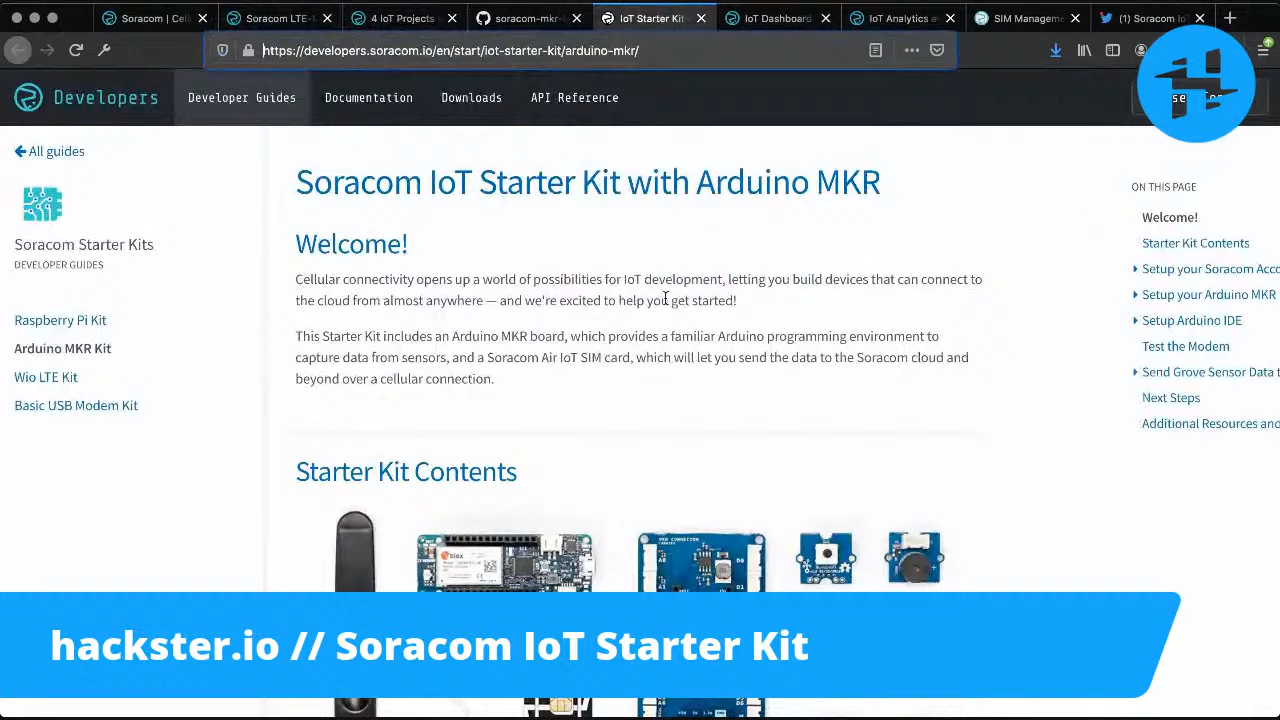 Soracom | Cell
Soracom LTE-M
4 IoT Projects
soracom-mkr-
IoT Starter Kit
IoT Dashboard
IoT Analytics a
SIM Manageme
(1) Soracom Io
https://developers.soracom.io/en/start/iot-starter-kit/arduino-mkr/
Developers
Developer Guides
Documentation
Downloads
API Reference
All guides
Soracom Starter Kits
DEVELOPER GUIDES
Raspberry Pi Kit
Arduino MKR Kit
Wio LTE Kit
Basic USB Modem Kit
Soracom IoT Starter Kit with Arduino MKR
Welcome!
Cellular connectivity opens up a world of possibilities for IoT development, letting you build devices that can connect to
the cloud from almost anywhere — and we're excited to help you get started!
This Starter Kit includes an Arduino MKR board, which provides a familiar Arduino programming environment to
capture data from sensors, and a Soracom Air IoT SIM card, which will let you send the data to the Soracom cloud and
beyond over a cellular connection.
Starter Kit Contents
ON THIS PAGE
Welcome!
Starter Kit Contents
Setup your Soracom Acco
Setup your Arduino MKR
Setup Arduino IDE
Test the Modem
Send Grove Sensor Data t
Next Steps
Additional Resources and
blox
MKR CONNECTOR
A0
D6
hackster.io // Soracom IoT Starter Kit